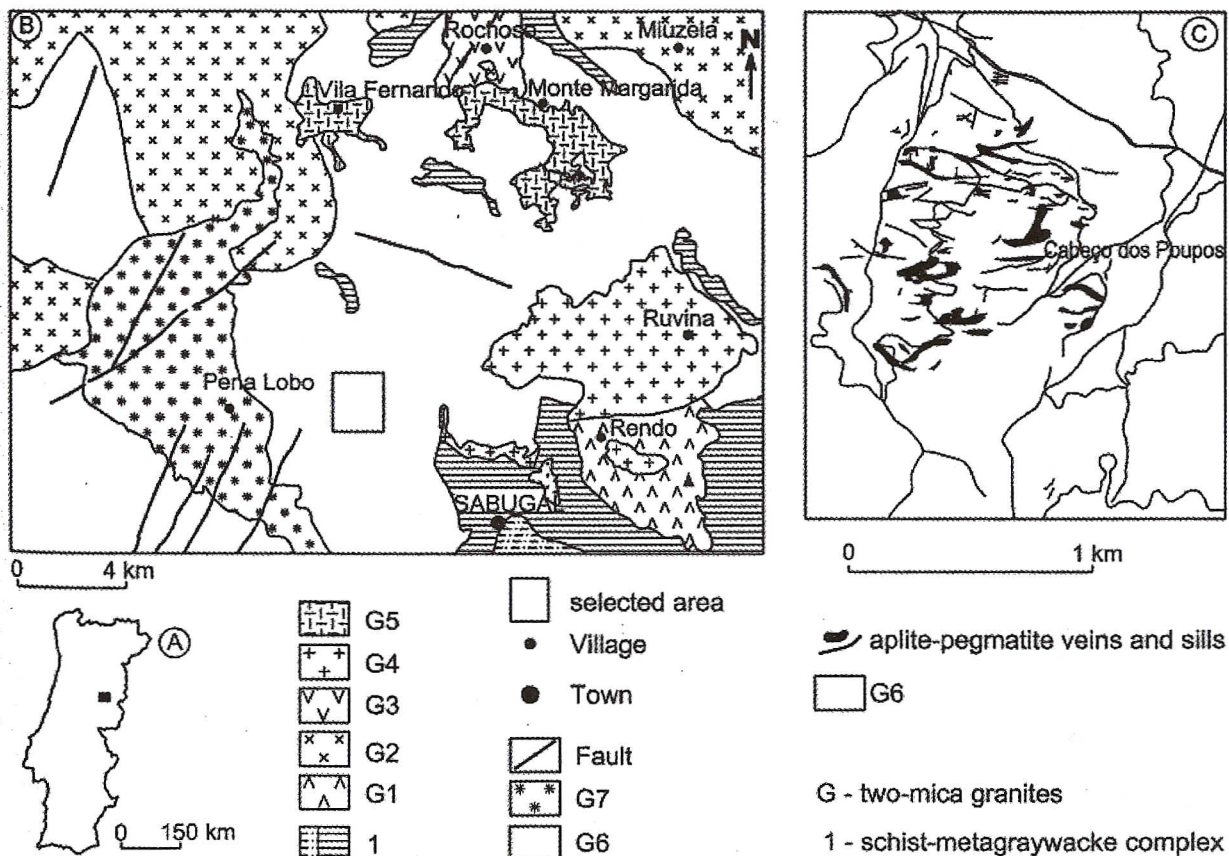 B
Rochoso
Miuzela
N
Vila Fernando
Monte Margarida
Ruvina
Pena Lobo
Rendo
SABUGAL
0 4 km
C
Cabeço dos Poupos
0 1 km
A
0 150 km
G5
G4
G3
G2
G1
1
selected area
Village
Town
Fault
G7
G6
aplite-pegmatite veins and sills
G6
G - two-mica granites
1 - schist-metagraywacke complex